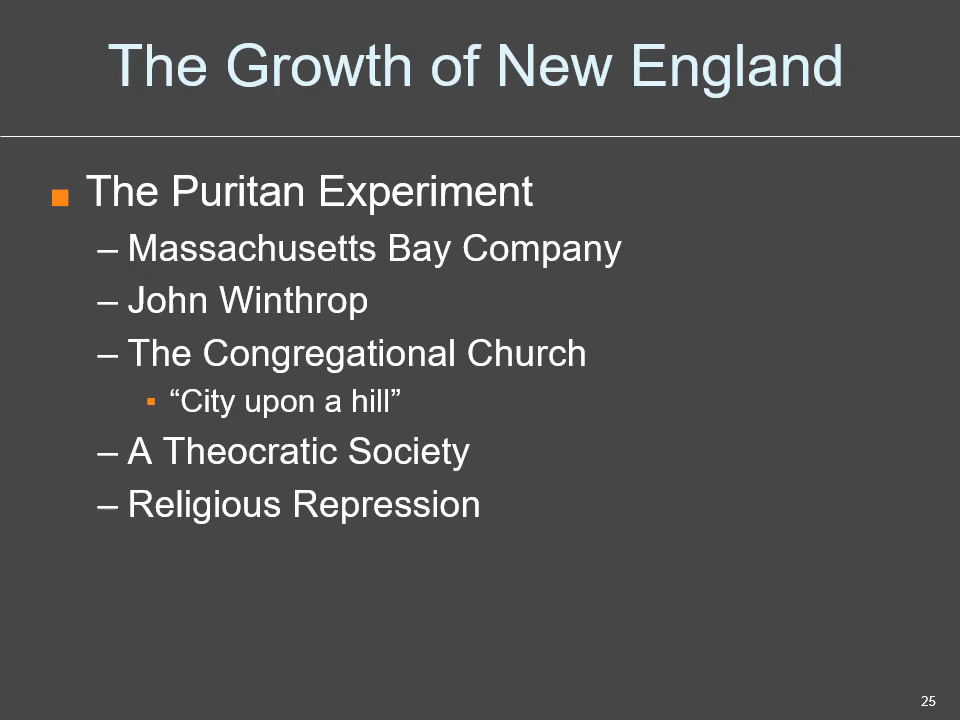 The Growth of New England
■ The Puritan Experiment
– Massachusetts Bay Company
– John Winthrop
– The Congregational Church
▪ “City upon a hill”
– A Theocratic Society
– Religious Repression
25